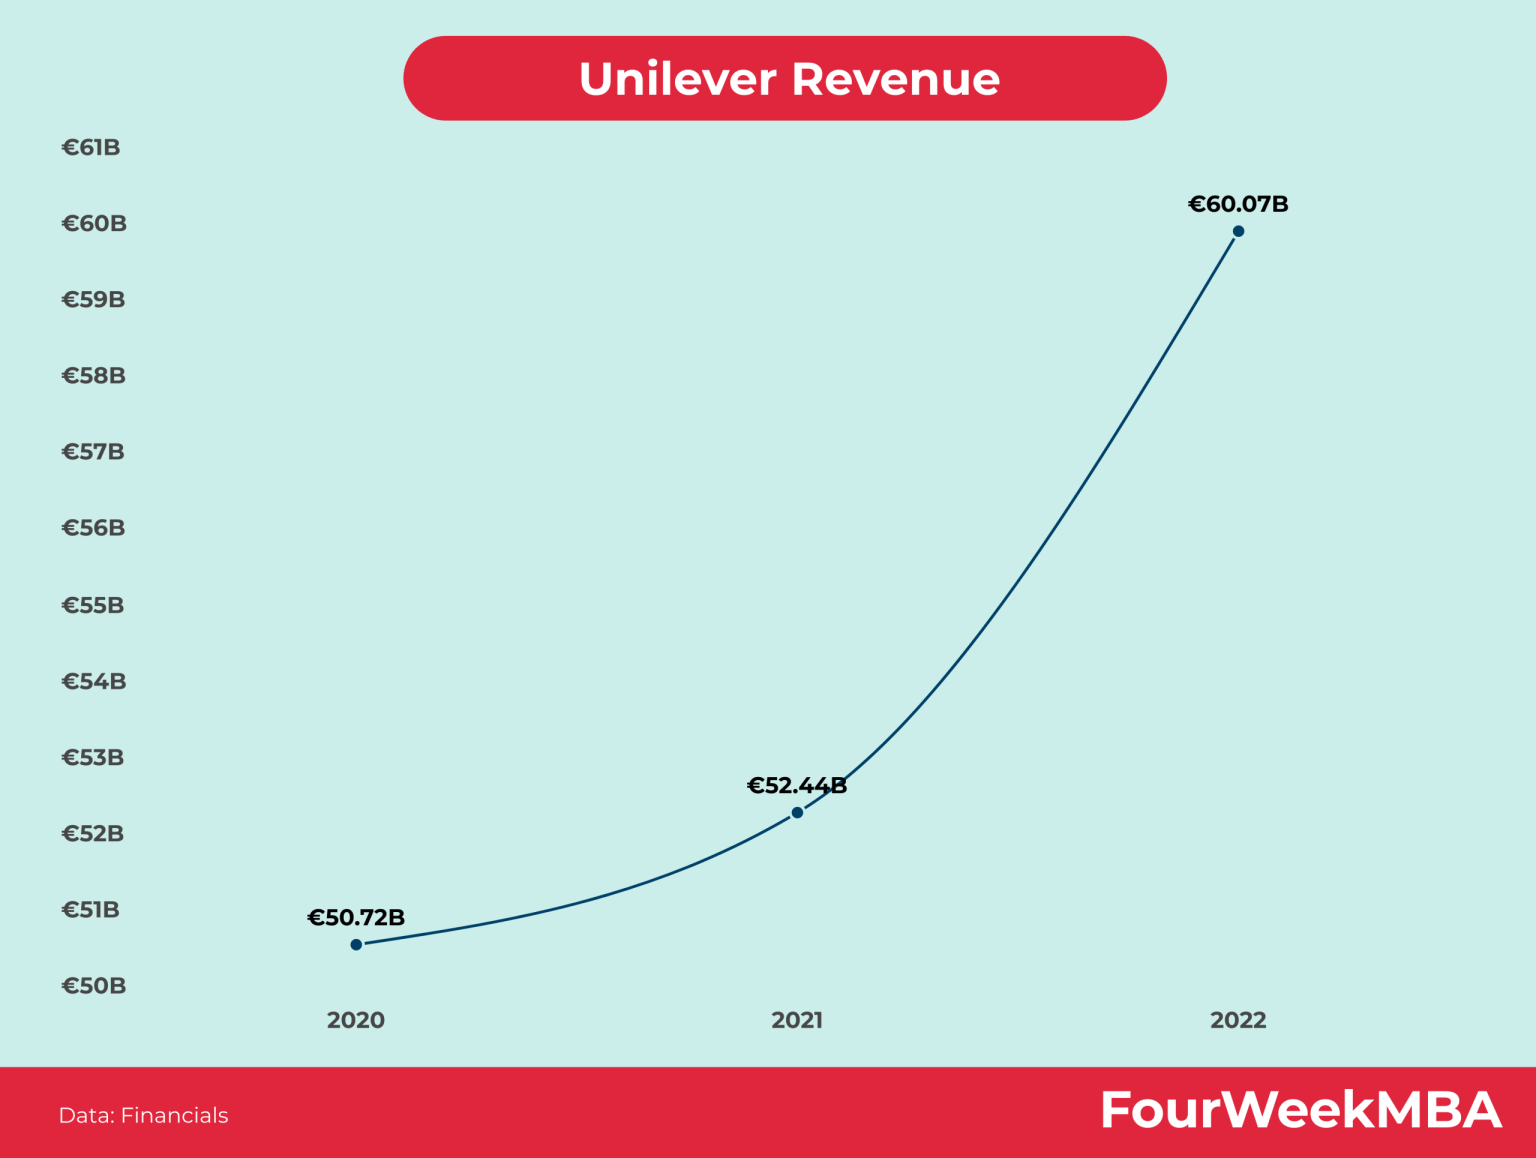 Unilever Revenue
€61B
€60.07B
€60B
€59B
€58B
€57B
€56B
€55B
€54B
€53B
€52.44B
€52B
€51B
€50.72B
€50B
2020 2021 2022
Data: Financials
FourWeekMBA